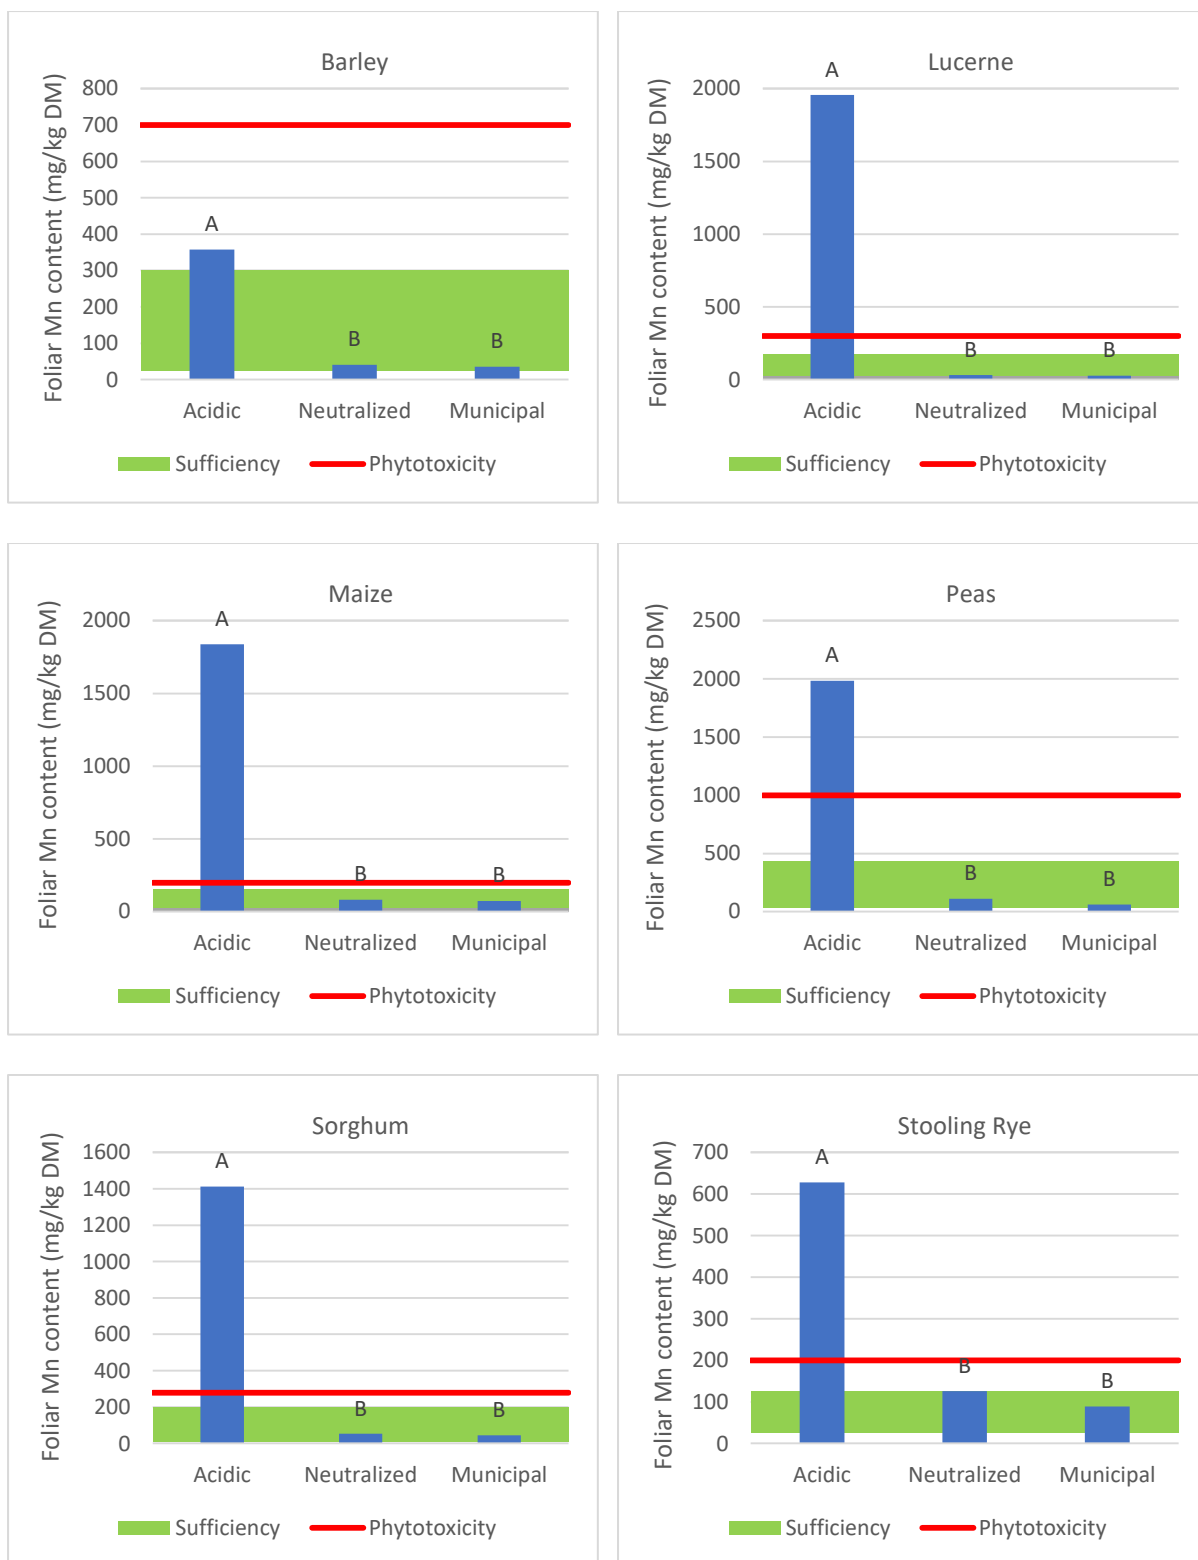 Barley
Foliar Mn content (mg/kg DM)
800
700
600
500
400
300
200
100
0
A
B
B
Acidic Neutralized Municipal
Sufficiency Phytotoxicity
Lucerne
Foliar Mn content (mg/kg DM)
2000
1500
1000
500
0
A
B
B
Acidic Neutralized Municipal
Sufficiency Phytotoxicity
Maize
Foliar Mn content (mg/kg DM)
2000
1500
1000
500
0
A
B
B
Acidic Neutralized Municipal
Sufficiency Phytotoxicity
Peas
Foliar Mn content (mg/kg DM)
2500
2000
1500
1000
500
0
A
B
B
Acidic Neutralized Municipal
Sufficiency Phytotoxicity
Sorghum
Foliar Mn content (mg/kg DM)
1600
1400
1200
1000
800
600
400
200
0
A
B
B
Acidic Neutralized Municipal
Sufficiency Phytotoxicity
Stooling Rye
Foliar Mn content (mg/kg DM)
700
600
500
400
300
200
100
0
A
B
B
Acidic Neutralized Municipal
Sufficiency Phytotoxicity